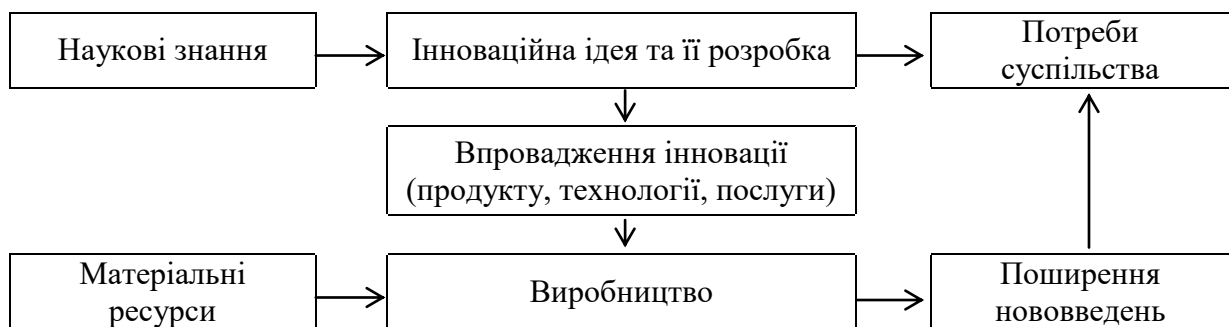 Наукові знання
Інноваційна ідея та її розробка
Потреби
суспільства
Впровадження інновації
(продукту, технології, послуги)
Матеріальні
ресурси
Виробництво
Поширення
нововведень